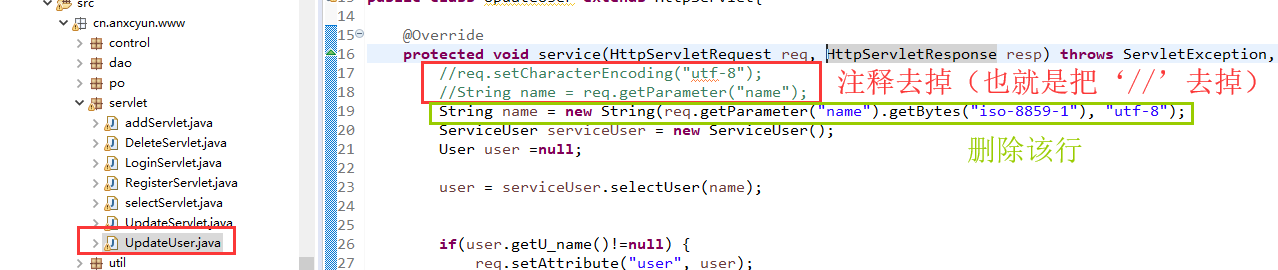 src
cn.anxcyun.www
control
dao
po
servlet
addServlet.java
DeleteServlet.java
LoginServlet.java
RegisterServlet.java
selectServlet.java
UpdateServlet.java
UpdateUser.java
util
public class UpdateUser extends HttpServlet{
14
15 @Override
16 protected void service(HttpServletRequest req, HttpServletResponse resp) throws ServletException,
17 //req.setCharacterEncoding("utf-8");
18 //String name = req.getParameter("name");
注释去掉（也就是把‘//’去掉）
19 String name = new String(req.getParameter("name").getBytes("iso-8859-1"), "utf-8");
20 ServiceUser serviceUser = new ServiceUser();
21 User user =null;
删除该行
22
23 user = serviceUser.selectUser(name);
24
25
26 if(user.getU_name()!=null) {
27 req.setAttribute("user", user);